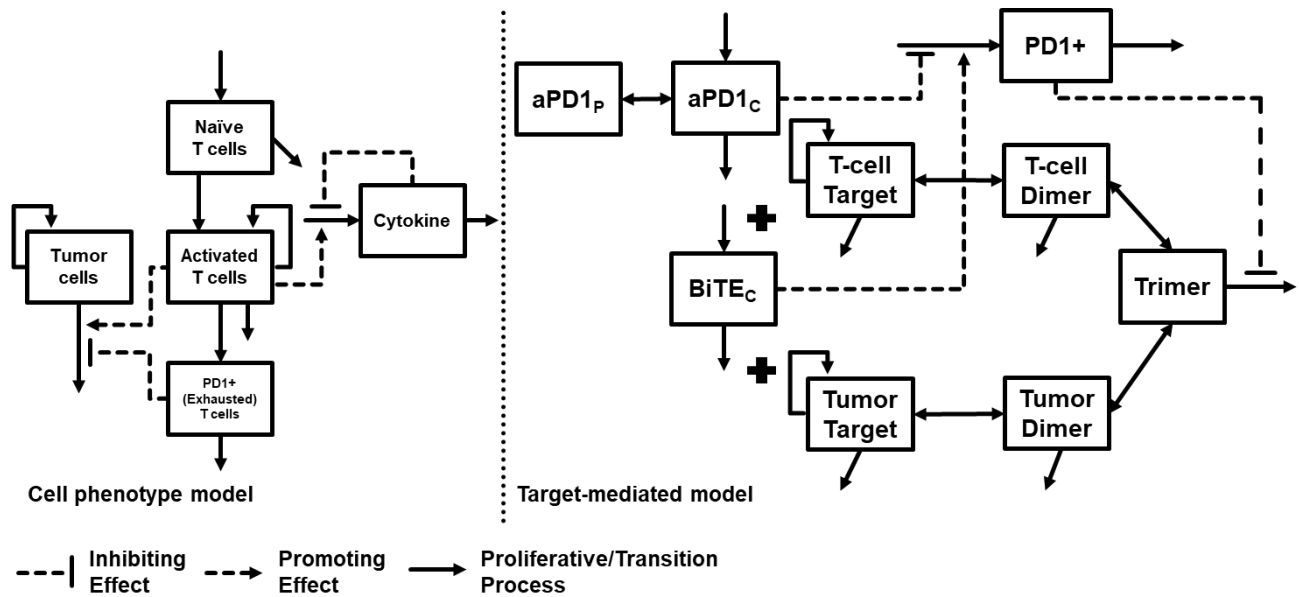 Naïve
T cells
Tumor
cells
Activated
T cells
Cytokine
PD1+
(Exhausted)
T cells
Cell phenotype model
aPD1P
aPD1C
PD1+
T-cell
Target
T-cell
Dimer
BiTEC
Trimer
Tumor
Target
Tumor
Dimer
Target-mediated model
Inhibiting
Effect
Promoting
Effect
Proliferative/Transition
Process